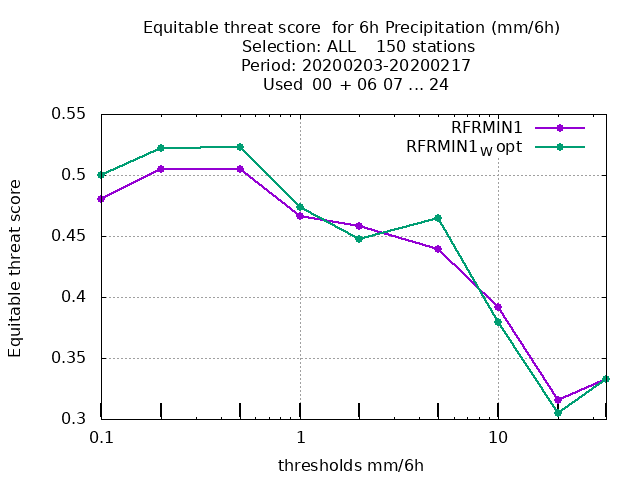 Equitable threat score  for 6h Precipitation (mm/6h)
Selection: ALL    150 stations
Period: 20200203-20200217
Used  00  + 06 07 ... 24
RFRMIN1
RFRMIN1W opt
0.55
0.5
0.45
0.4
0.35
0.3
Equitable threat score
0.1
1
10
thresholds mm/6h